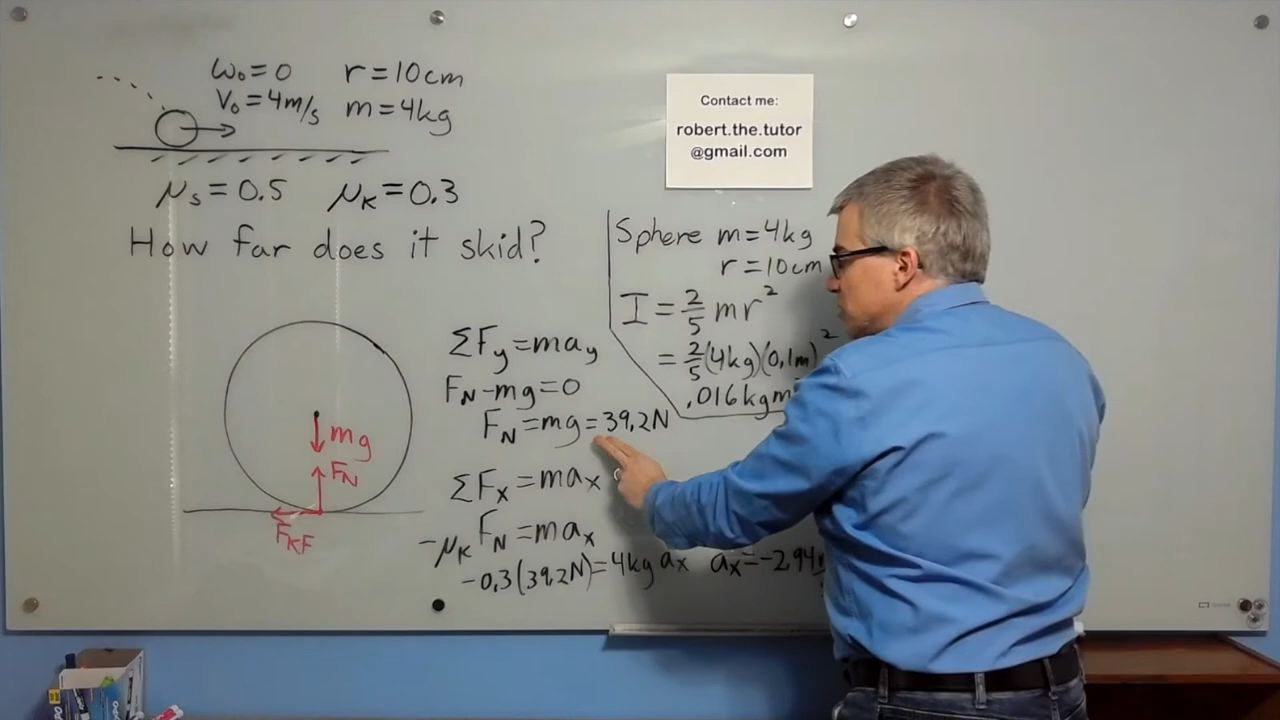 ω₀=0 r=10cm
V₀=4m/s m=4kg
μs=0.5 μK=0.3
How far does it skid?
Contact me:
robert.the.tutor
@gmail.com
Sphere m=4kg
r=10cm
I=2/5 mr²
=2/5(4kg)(0.1m)²
.016kgm
ΣFy=may
FN-mg=0
FN=mg=39.2N
ΣFx=max
-μK FN=max
-0.3(39.2N)=4kg ax ax=-2.94
mg
FN
FKF